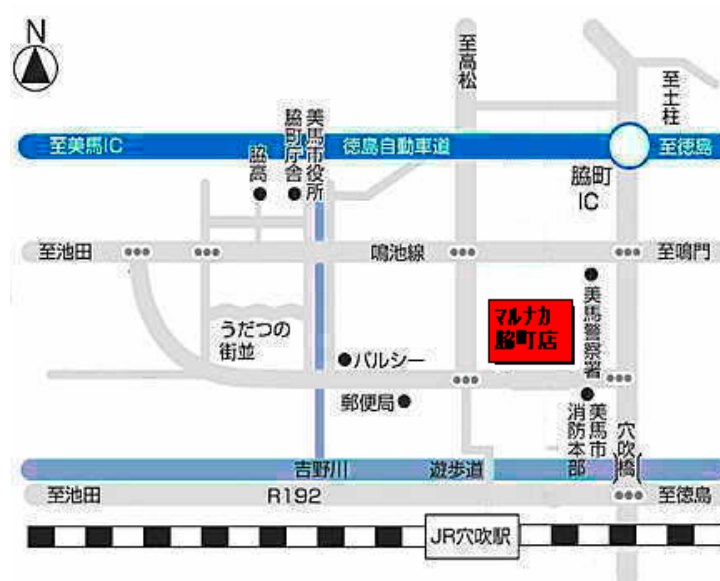 N
至高松
至土柱
美馬市役所
脇町庁舎
脇高
至美馬IC
徳島自動車道
至徳島
脇町
IC
至池田
鳴池線
至鳴門
マルナカ
脇町店
美馬警察署
うだつの
街並
パルシー
郵便局
美馬市
消防本部
穴吹橋
吉野川
遊歩道
至池田
R192
至徳島
JR穴吹駅